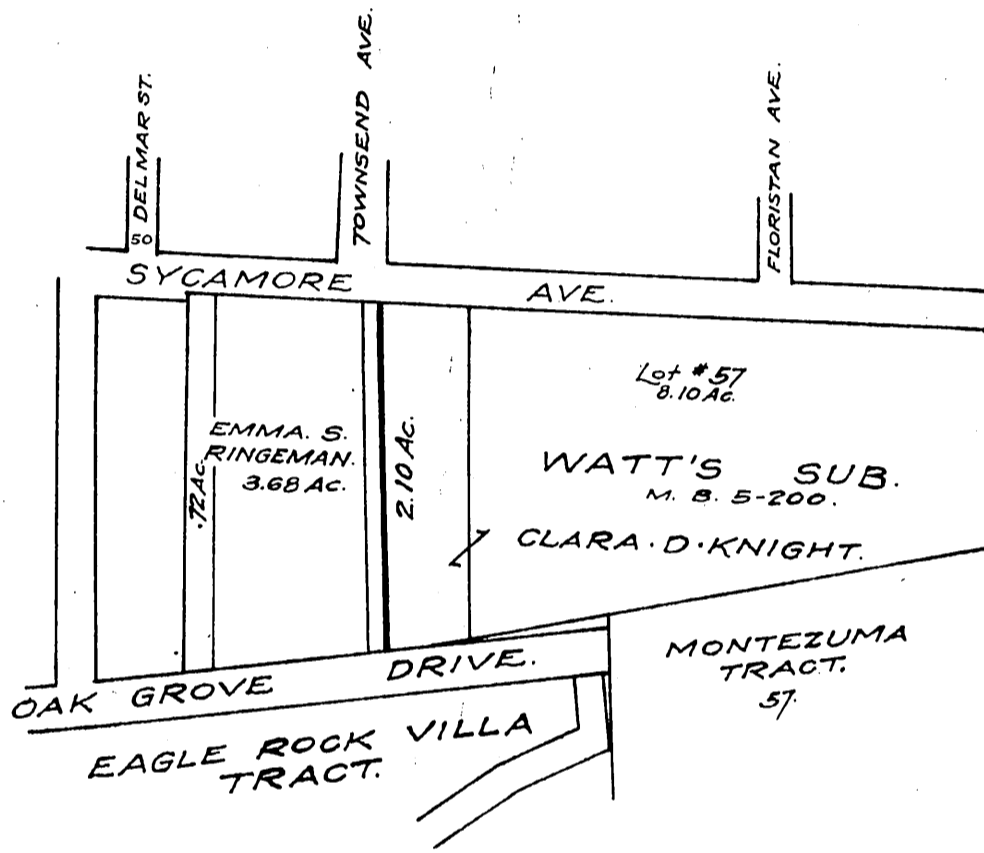 DELMAR ST.
50
TOWNSEND AVE.
FLORISTAN AVE.
SYCAMORE AVE.
Lot #57
8.10 Ac.
EMMA. S.
RINGEMAN.
3.68 Ac.
.72 Ac.
2.10 Ac.
WATT'S SUB.
M. B. 5-200.
CLARA. D. KNIGHT.
MONTEZUMA
TRACT.
57.
OAK GROVE DRIVE.
EAGLE ROCK VILLA
TRACT.